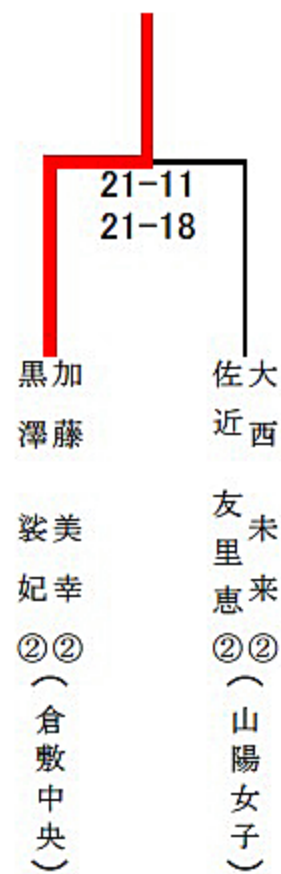 21-11
21-18
加藤 美幸②
黒澤 裟妃②
(倉敷中央)
大西 未来②
佐近 友里恵②
(山陽女子)